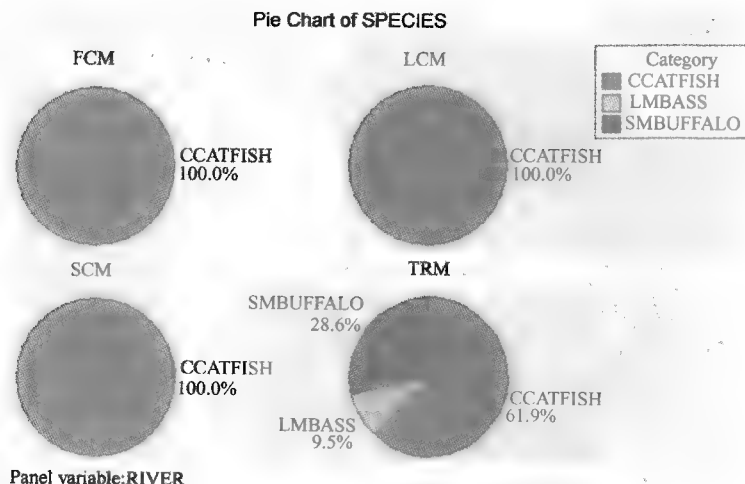 Pie Chart of SPECIES
FCM
CCATFISH
100.0%
LCM
CCATFISH
100.0%
Category
CCATFISH
LMBASS
SMBUFFALO
SCM
CCATFISH
100.0%
TRM
SMBUFFALO
28.6%
LMBASS
9.5%
CCATFISH
61.9%
Panel variable:RIVER